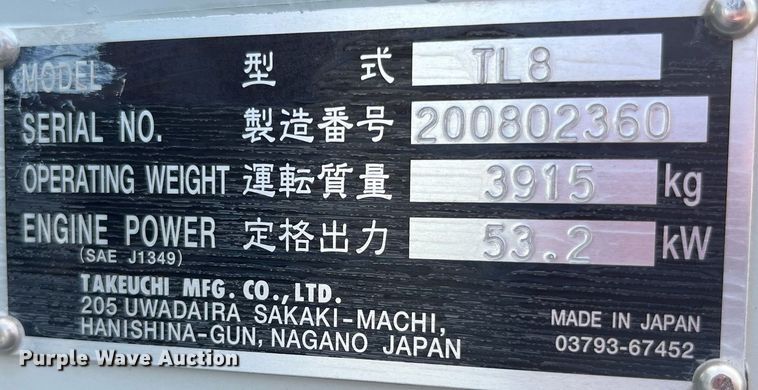 MODEL 型式 TL8
SERIAL NO. 製造番号 200802360
OPERATING WEIGHT 運転質量 3915 kg
ENGINE POWER 定格出力 53.2 kW
(SAE J1349)
TAKEUCHI MFG. CO., LTD.
205 UWADAIRA SAKAKI-MACHI,
HANISHINA-GUN, NAGANO JAPAN
MADE IN JAPAN
03793-67452
Purple Wave Auction